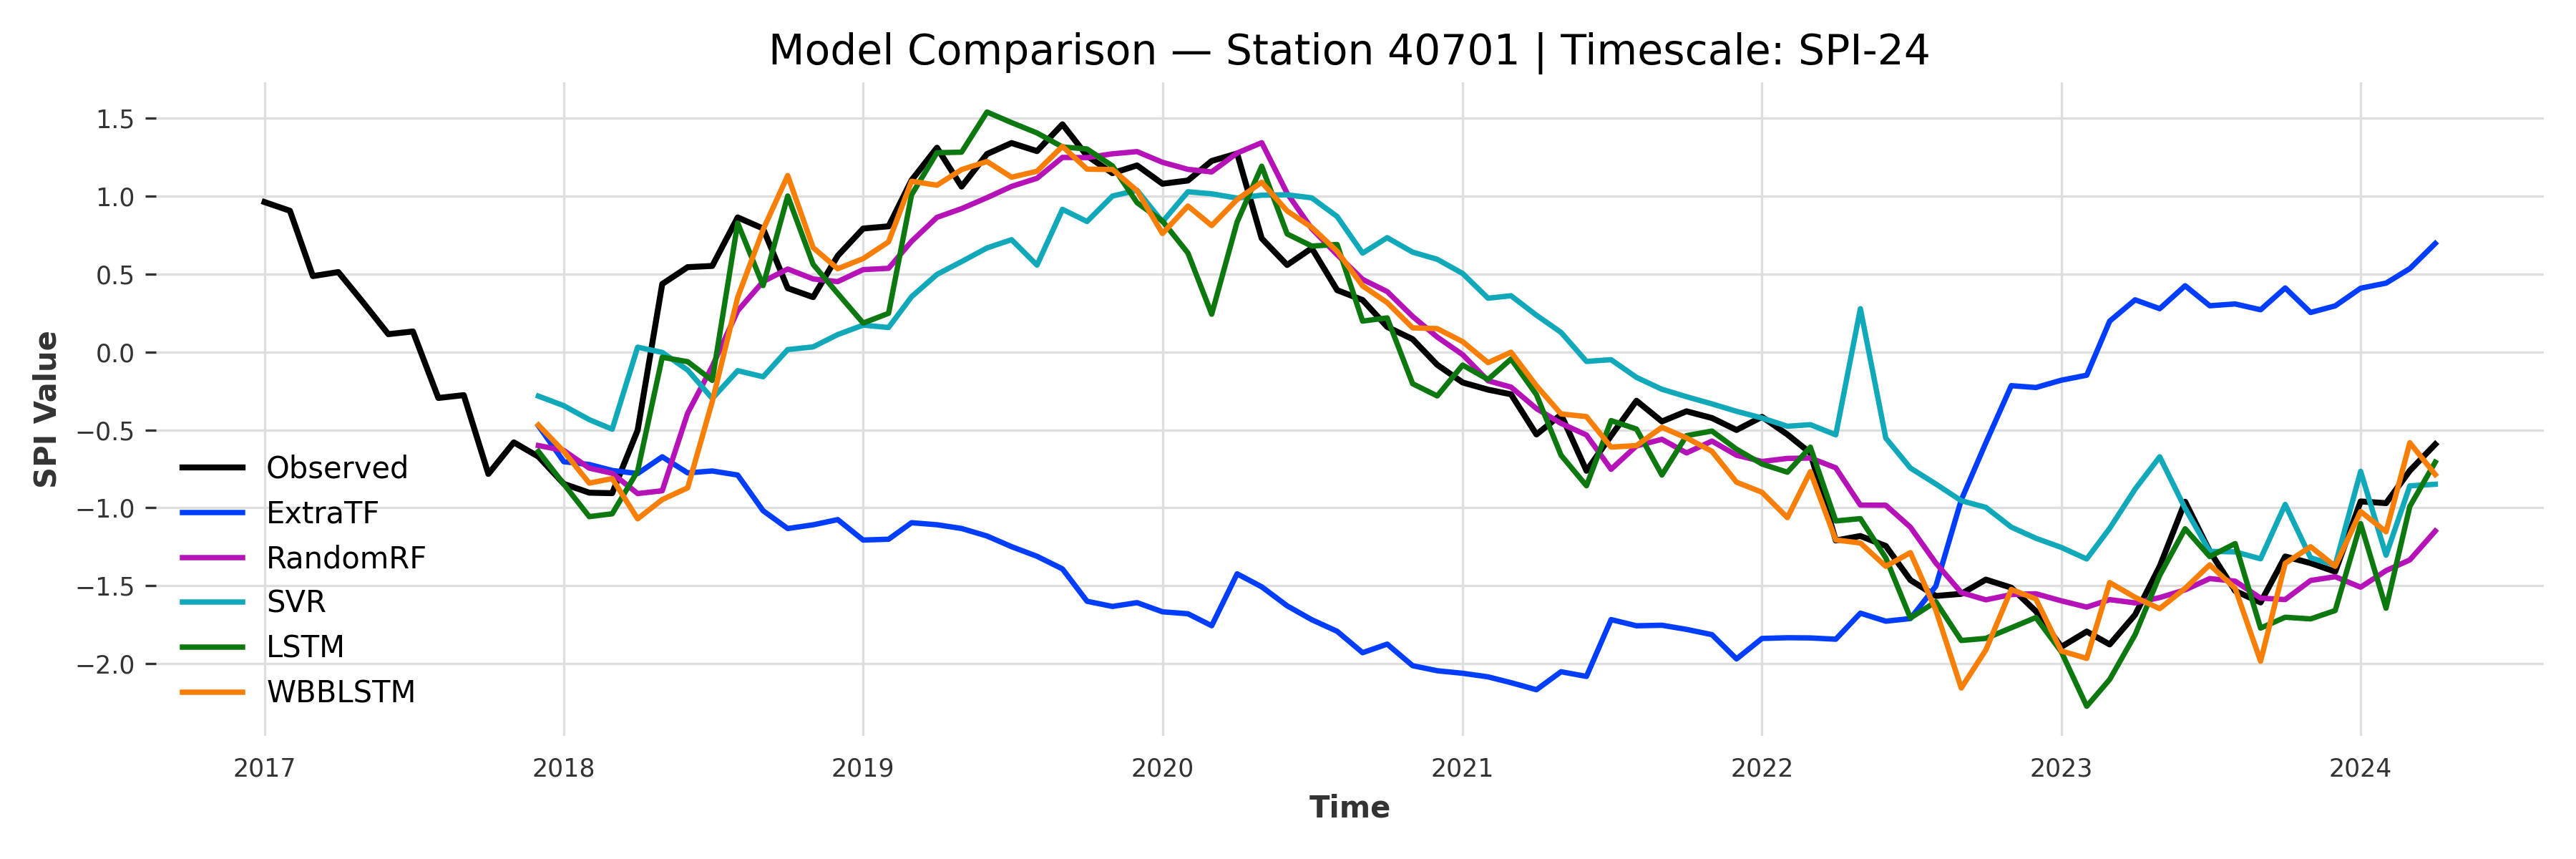 Model Comparison — Station 40701 | Timescale: SPI-24
SPI Value
1.5
1.0
0.5
0.0
−0.5
−1.0
−1.5
−2.0
Observed
ExtraTF
RandomRF
SVR
LSTM
WBBLSTM
2017 2018 2019 2020 2021 2022 2023 2024
Time